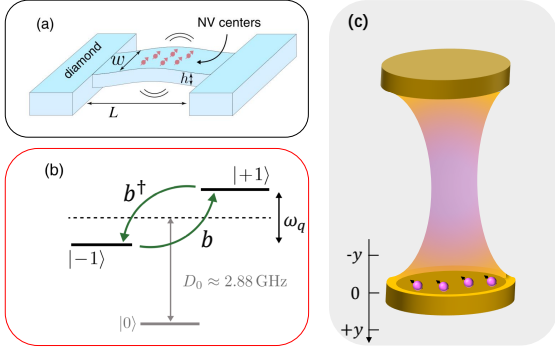 (a)
NV centers
diamond
w
h
L
(b)
b†
|+1⟩
ω_q
|−1⟩
b
D₀ ≈ 2.88 GHz
|0⟩
(c)
-y
0
+y